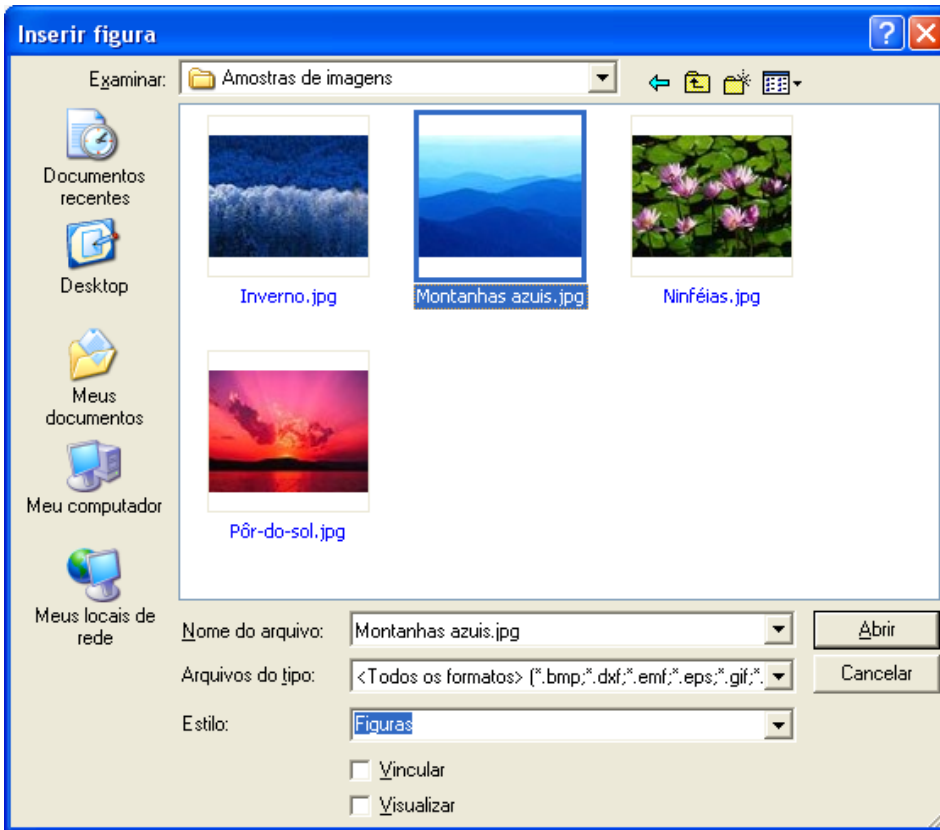 Inserir figura
Examinar:
Amostras de imagens
Documentos
recentes
Desktop
Meus
documentos
Meu computador
Meus locais de
rede
Inverno.jpg
Montanhas azuis.jpg
Ninféias.jpg
Pôr-do-sol.jpg
Nome do arquivo:
Montanhas azuis.jpg
Abrir
Arquivos do tipo:
<Todos os formatos> (*.bmp;*.dxf;*.emf;*.eps;*.gif;*.
Cancelar
Estilo:
Figuras
Vincular
Visualizar